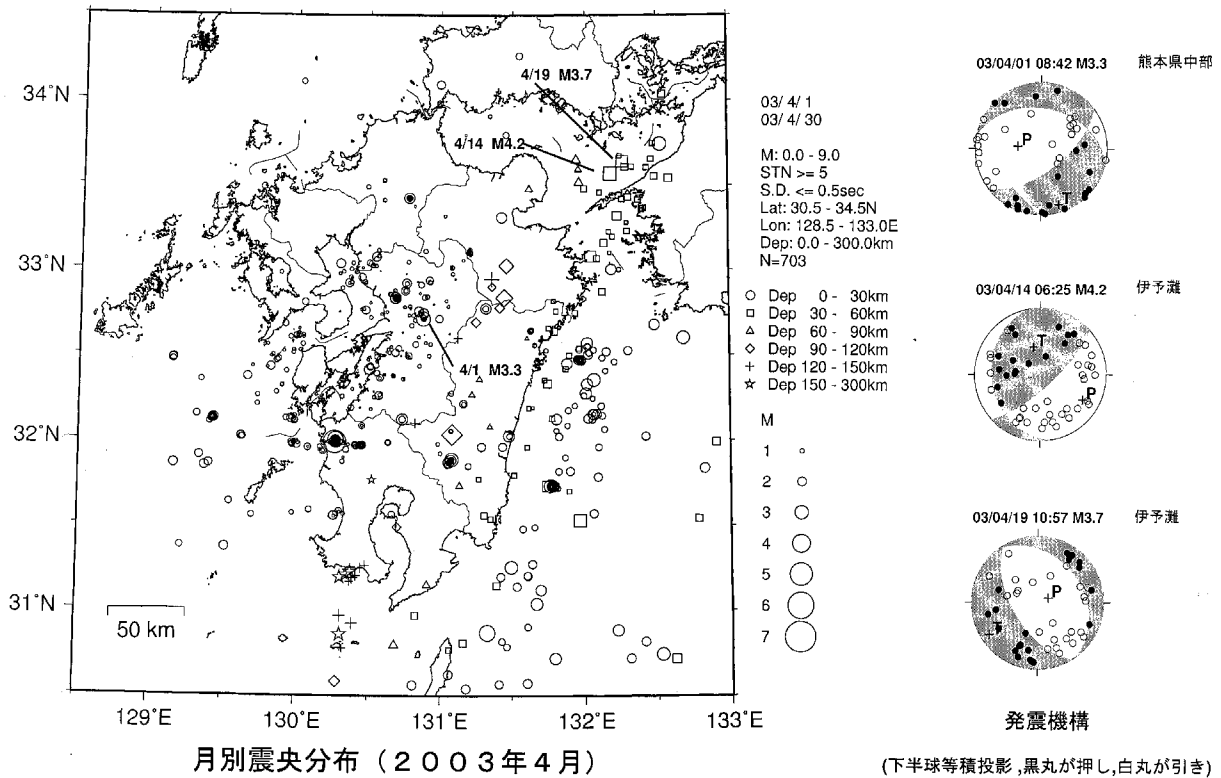 4/19 M3.7
4/14 M4.2
4/1 M3.3
34°N
33°N
32°N
31°N
50 km
129°E
130°E
131°E
132°E
133°E
月別震央分布（２００３年４月）
03/ 4/ 1
03/ 4/ 30
M: 0.0 - 9.0
STN >= 5
S.D. <= 0.5sec
Lat: 30.5 - 34.5N
Lon: 128.5 - 133.0E
Dep: 0.0 - 300.0km
N=703
Dep 0 - 30km
Dep 30 - 60km
Dep 60 - 90km
Dep 90 - 120km
Dep 120 - 150km
Dep 150 - 300km
M
1
2
3
4
5
6
7
03/04/01 08:42 M3.3 熊本県中部
P
T
03/04/14 06:25 M4.2 伊予灘
T
P
03/04/19 10:57 M3.7 伊予灘
P
T
発震機構
(下半球等積投影,黒丸が押し,白丸が引き)